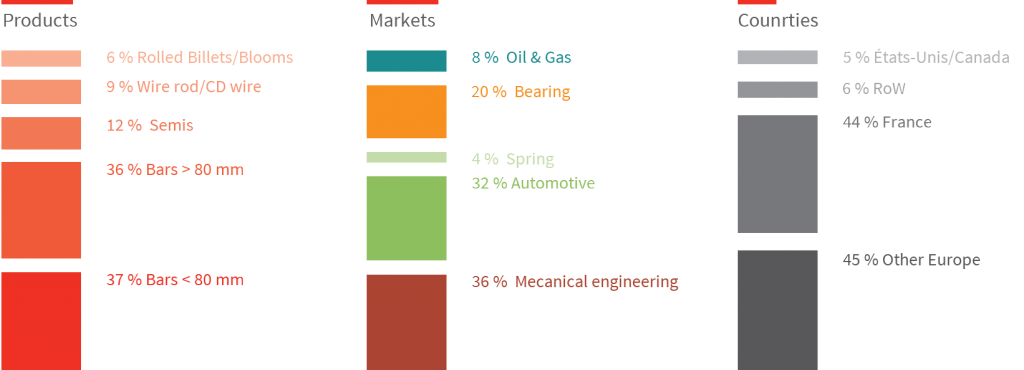 Products
6 % Rolled Billets/Blooms
9 % Wire rod/CD wire
12 % Semis
36 % Bars > 80 mm
37 % Bars < 80 mm
Markets
8 % Oil & Gas
20 % Bearing
4 % Spring
32 % Automotive
36 % Mecanical engineering
Counrties
5 % États-Unis/Canada
6 % RoW
44 % France
45 % Other Europe